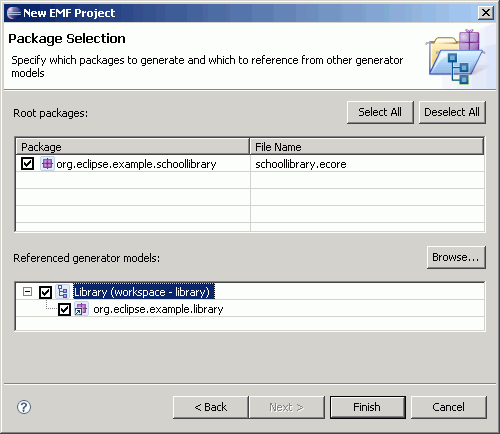 New EMF Project
Package Selection
Specify which packages to generate and which to reference from other generator
models
Root packages:
Select All
Deselect All
Package
File Name
org.eclipse.example.schoollibrary
schoollibrary.ecore
Referenced generator models:
Browse...
Library (workspace - library)
org.eclipse.example.library
?
< Back
Next >
Finish
Cancel